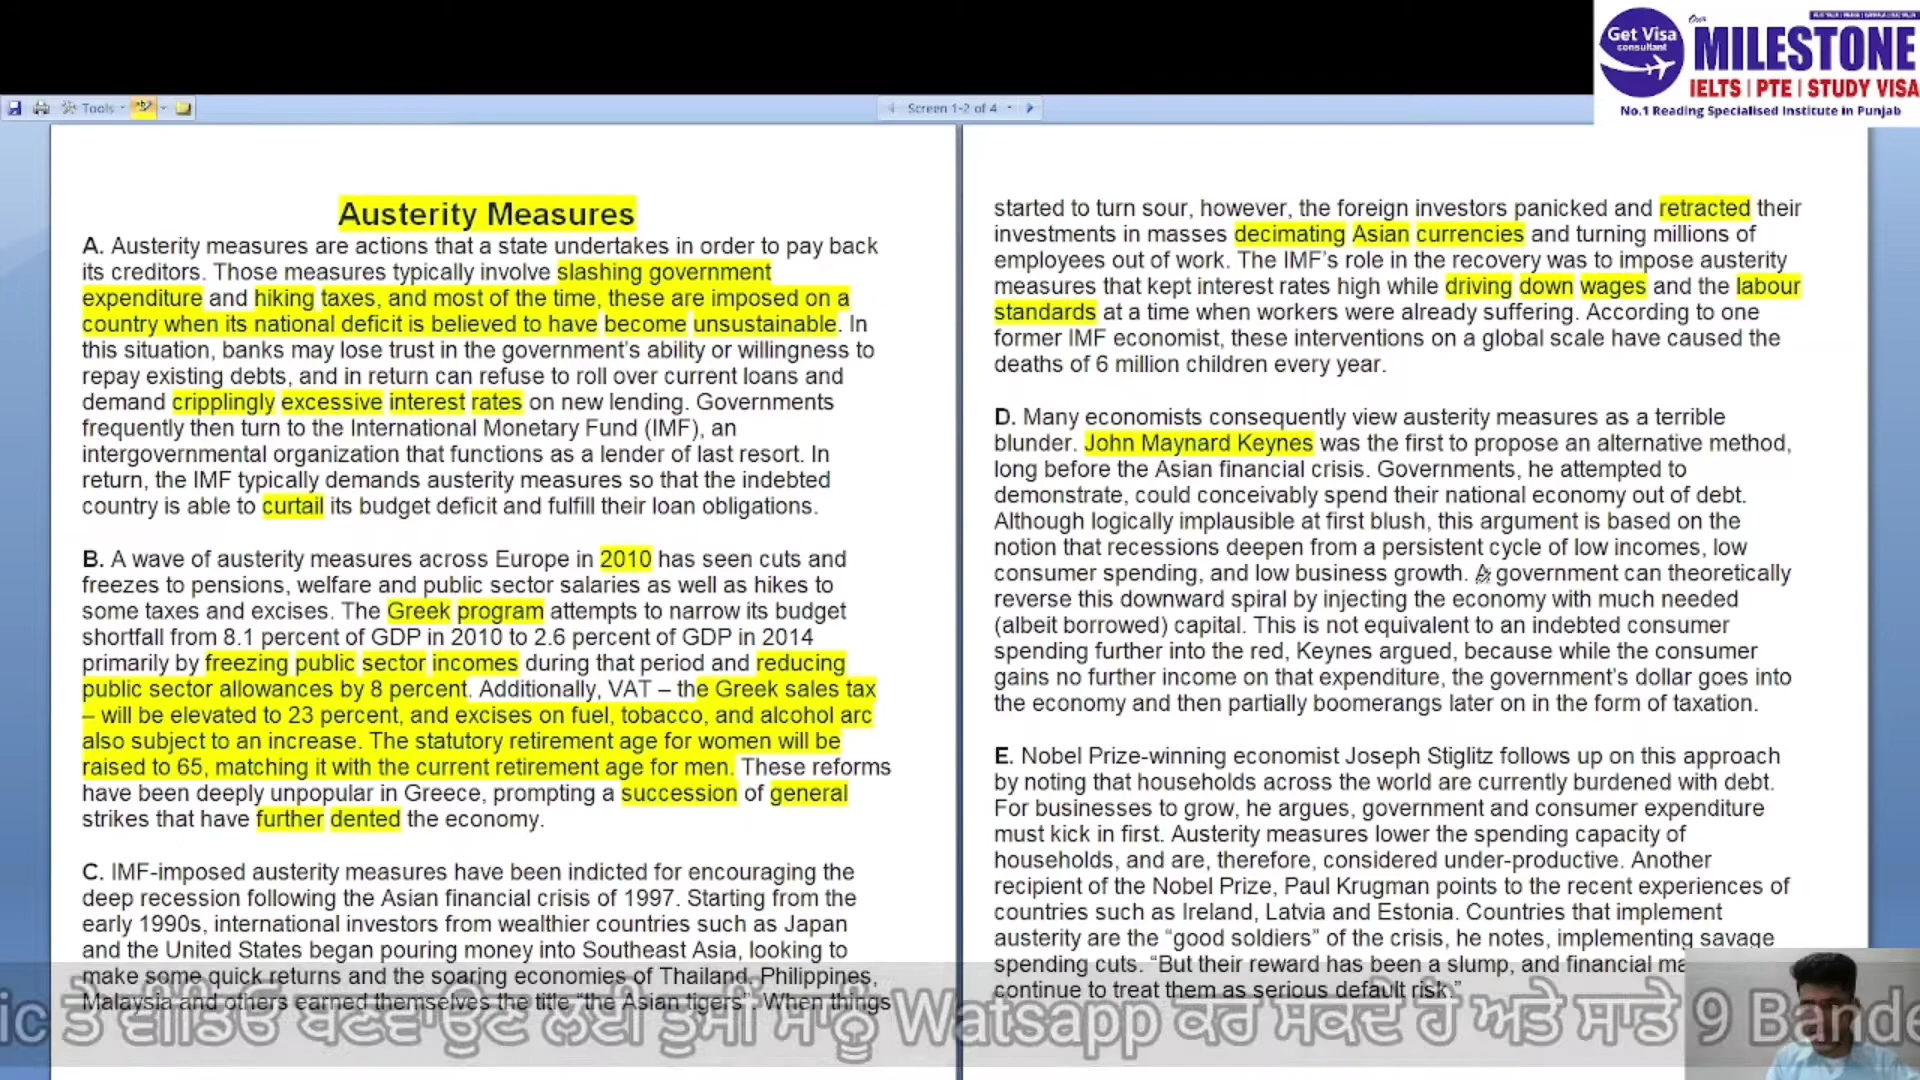 Get Visa
consultant
Our
MILESTONE
IELTS | PTE | STUDY VISA
No.1 Reading Specialised Institute in Punjab
Tools
Screen 1-2 of 4
Austerity Measures
A. Austerity measures are actions that a state undertakes in order to pay back
its creditors. Those measures typically involve slashing government
expenditure and hiking taxes, and most of the time, these are imposed on a
country when its national deficit is believed to have become unsustainable. In
this situation, banks may lose trust in the government's ability or willingness to
repay existing debts, and in return can refuse to roll over current loans and
demand cripplingly excessive interest rates on new lending. Governments
frequently then turn to the International Monetary Fund (IMF), an
intergovernmental organization that functions as a lender of last resort. In
return, the IMF typically demands austerity measures so that the indebted
country is able to curtail its budget deficit and fulfill their loan obligations.
B. A wave of austerity measures across Europe in 2010 has seen cuts and
freezes to pensions, welfare and public sector salaries as well as hikes to
some taxes and excises. The Greek program attempts to narrow its budget
shortfall from 8.1 percent of GDP in 2010 to 2.6 percent of GDP in 2014
primarily by freezing public sector incomes during that period and reducing
public sector allowances by 8 percent. Additionally, VAT – the Greek sales tax
– will be elevated to 23 percent, and excises on fuel, tobacco, and alcohol arc
also subject to an increase. The statutory retirement age for women will be
raised to 65, matching it with the current retirement age for men. These reforms
have been deeply unpopular in Greece, prompting a succession of general
strikes that have further dented the economy.
C. IMF-imposed austerity measures have been indicted for encouraging the
deep recession following the Asian financial crisis of 1997. Starting from the
early 1990s, international investors from wealthier countries such as Japan
and the United States began pouring money into Southeast Asia, looking to
make some quick returns and the soaring economies of Thailand, Philippines,
Malaysia and others earned themselves the title "the Asian tigers". When things
started to turn sour, however, the foreign investors panicked and retracted their
investments in masses decimating Asian currencies and turning millions of
employees out of work. The IMF's role in the recovery was to impose austerity
measures that kept interest rates high while driving down wages and the labour
standards at a time when workers were already suffering. According to one
former IMF economist, these interventions on a global scale have caused the
deaths of 6 million children every year.
D. Many economists consequently view austerity measures as a terrible
blunder. John Maynard Keynes was the first to propose an alternative method,
long before the Asian financial crisis. Governments, he attempted to
demonstrate, could conceivably spend their national economy out of debt.
Although logically implausible at first blush, this argument is based on the
notion that recessions deepen from a persistent cycle of low incomes, low
consumer spending, and low business growth. A government can theoretically
reverse this downward spiral by injecting the economy with much needed
(albeit borrowed) capital. This is not equivalent to an indebted consumer
spending further into the red, Keynes argued, because while the consumer
gains no further income on that expenditure, the government's dollar goes into
the economy and then partially boomerangs later on in the form of taxation.
E. Nobel Prize-winning economist Joseph Stiglitz follows up on this approach
by noting that households across the world are currently burdened with debt.
For businesses to grow, he argues, government and consumer expenditure
must kick in first. Austerity measures lower the spending capacity of
households, and are, therefore, considered under-productive. Another
recipient of the Nobel Prize, Paul Krugman points to the recent experiences of
countries such as Ireland, Latvia and Estonia. Countries that implement
austerity are the "good soldiers" of the crisis, he notes, implementing savage
spending cuts. "But their reward has been a slump, and financial ma
continue to treat them as serious default risk."
ic ਤੇ ਵੀਡਿਓ ਬਣਵਾਉਣ ਲਈ ਤੁਸੀਂ ਸਾਨੂੰ Watsapp ਕਰ ਸਕਦੇ ਹੋ ਅਤੇ ਸਾਡੇ 9 Bande